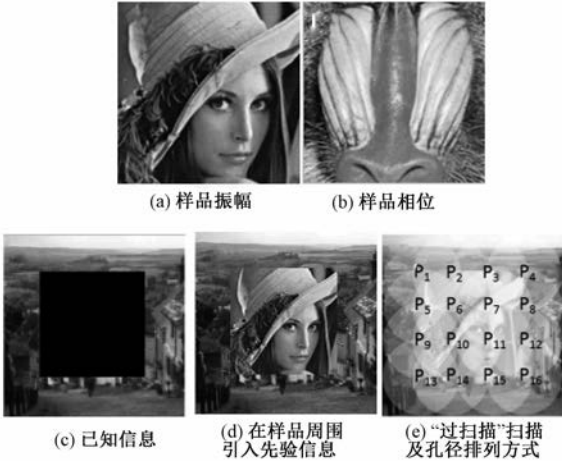 (a) 样品振幅
(b) 样品相位
P1 P2 P3 P4
P5 P6 P7 P8
P9 P10 P11 P12
P13 P14 P15 P16
(c) 已知信息
(d) 在样品周围
引入先验信息
(e) “过扫描”扫描
及孔径排列方式